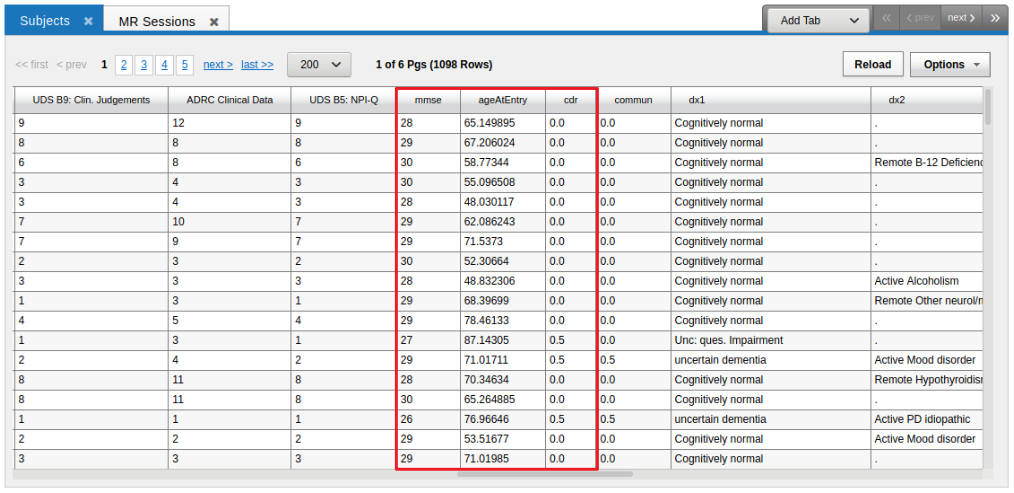 Subjects × MR Sessions × Add Tab << < prev next > >>
<< first < prev 1 2 3 4 5 next > last >> 200 1 of 6 Pgs (1098 Rows) Reload Options
UDS B9: Clin. Judgements ADRC Clinical Data UDS B5: NPI-Q mmse ageAtEntry cdr commun dx1 dx2
9 12 9 28 65.149895 0.0 0.0 Cognitively normal .
8 8 8 29 67.206024 0.0 0.0 Cognitively normal .
6 8 6 30 58.77344 0.0 0.0 Cognitively normal Remote B-12 Deficienc
3 4 3 30 55.096508 0.0 0.0 Cognitively normal .
3 4 3 28 48.030117 0.0 0.0 Cognitively normal .
7 10 7 29 62.086243 0.0 0.0 Cognitively normal .
7 9 7 29 71.5373 0.0 0.0 Cognitively normal .
2 3 2 30 52.30664 0.0 0.0 Cognitively normal .
3 3 3 28 48.832306 0.0 0.0 Cognitively normal Active Alcoholism
1 3 1 29 68.39699 0.0 0.0 Cognitively normal Remote Other neurol/m
4 5 4 29 78.46133 0.0 0.0 Cognitively normal .
1 3 1 27 87.14305 0.5 0.0 Unc: ques. Impairment .
2 4 2 29 71.01711 0.5 0.5 uncertain dementia Active Mood disorder
8 11 8 28 70.34634 0.0 0.0 Cognitively normal Remote Hypothyroidisr
8 11 8 30 65.264885 0.0 0.0 Cognitively normal .
1 1 1 26 76.96646 0.5 0.5 uncertain dementia Active PD idiopathic
2 2 2 29 53.51677 0.0 0.0 Cognitively normal Active Mood disorder
3 3 3 29 71.01985 0.0 0.0 Cognitively normal .